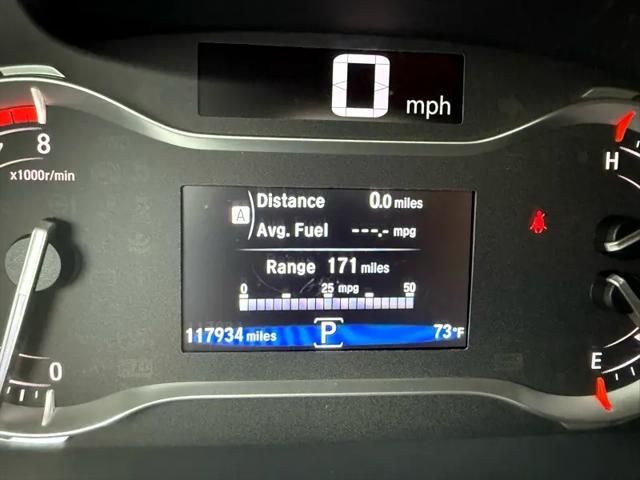 0 mph
7 8
x1000r/min
H
Distance 0.0 miles
A
Avg. Fuel ---.- mpg
Range 171 miles
0 25 mpg 50
117934 miles P 73°F
0
E